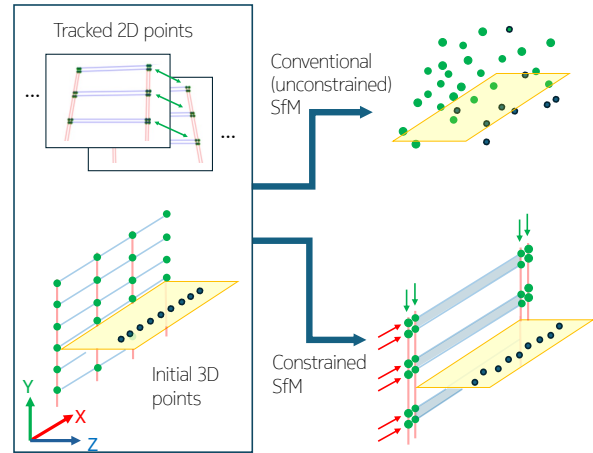 Tracked 2D points
...
...
Conventional
(unconstrained)
SfM
Initial 3D
points
Constrained
SfM
Y
X
Z